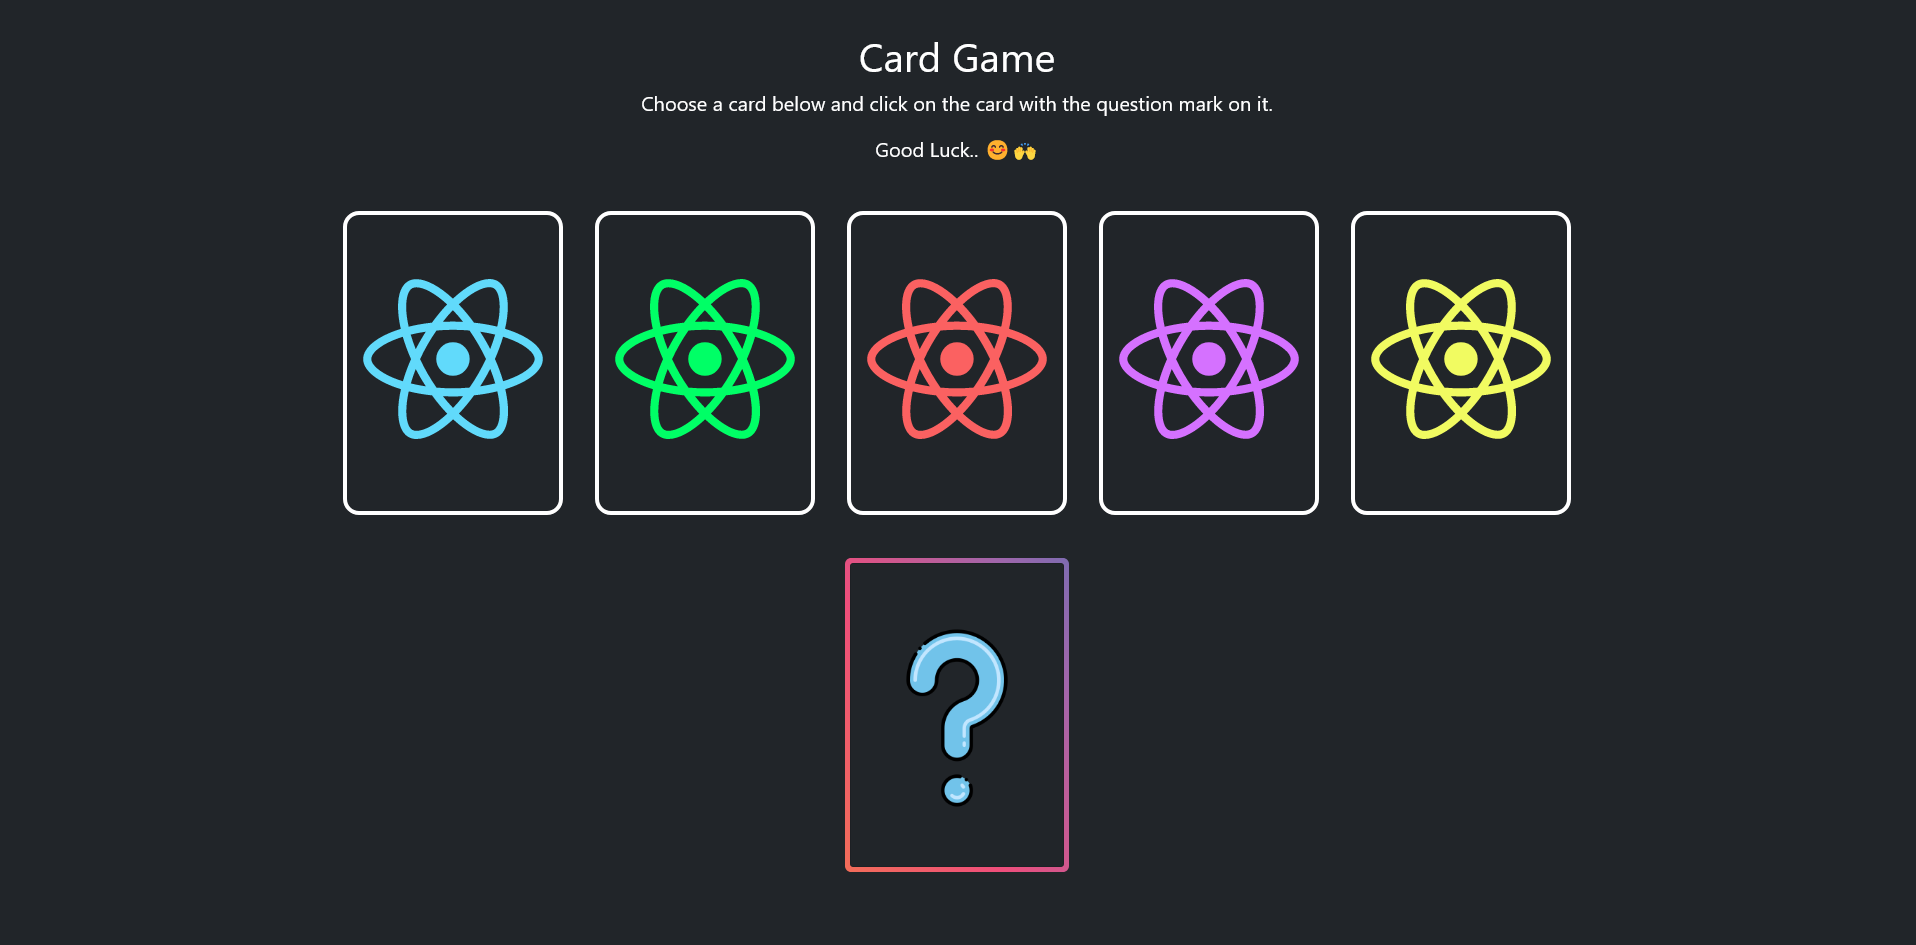 Card Game
Choose a card below and click on the card with the question mark on it.
Good Luck.. 😊 🙌
?